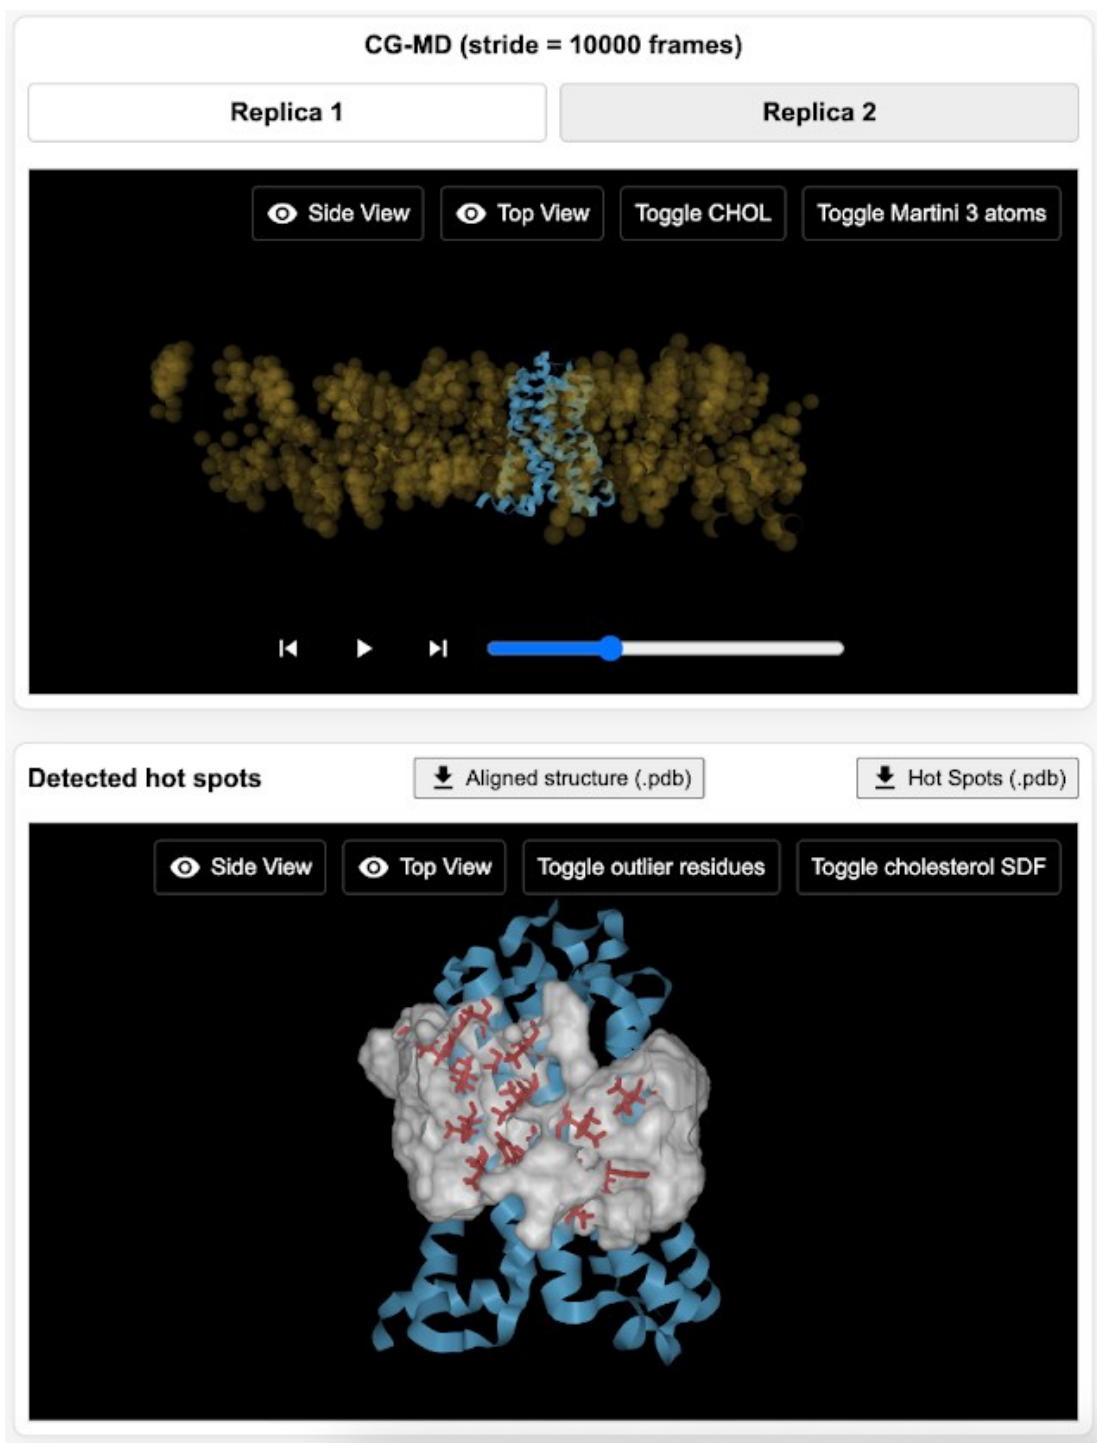 CG-MD (stride = 10000 frames)
Replica 1
Replica 2
Side View
Top View
Toggle CHOL
Toggle Martini 3 atoms
Detected hot spots
Aligned structure (.pdb)
Hot Spots (.pdb)
Side View
Top View
Toggle outlier residues
Toggle cholesterol SDF